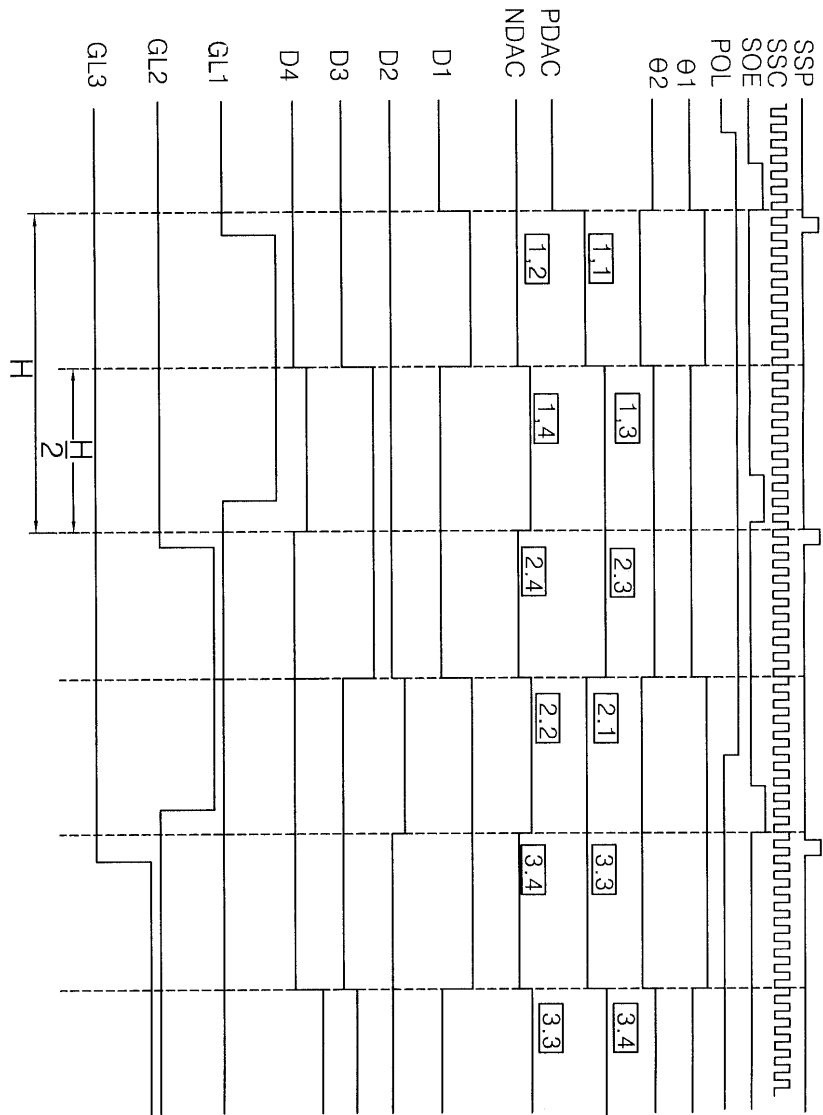 SSP
SSC
SOE
POL
θ1
θ2
PDAC 1,1 1,3 2.3 2.1 3.3 3.4
NDAC 1,2 1,4 2.4 2.2 3.4 3.3
D1
D2
D3
D4
GL1
GL2
GL3
H
2
H